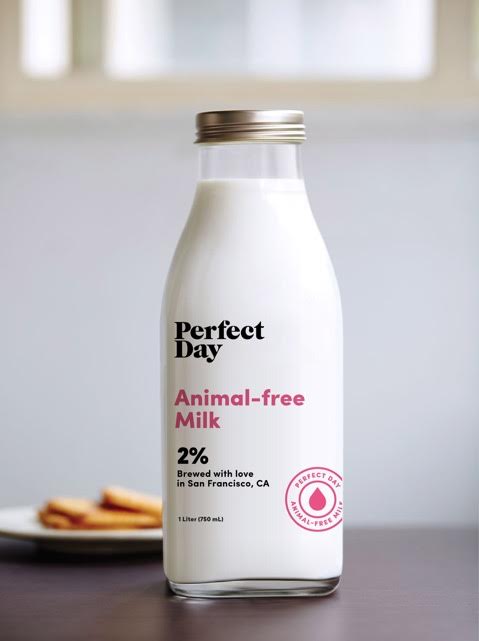 Perfect
Day
Animal-free
Milk
2%
Brewed with love
in San Francisco, CA
1 Liter (750 mL)
PERFECT DAY
ANIMAL-FREE MILK